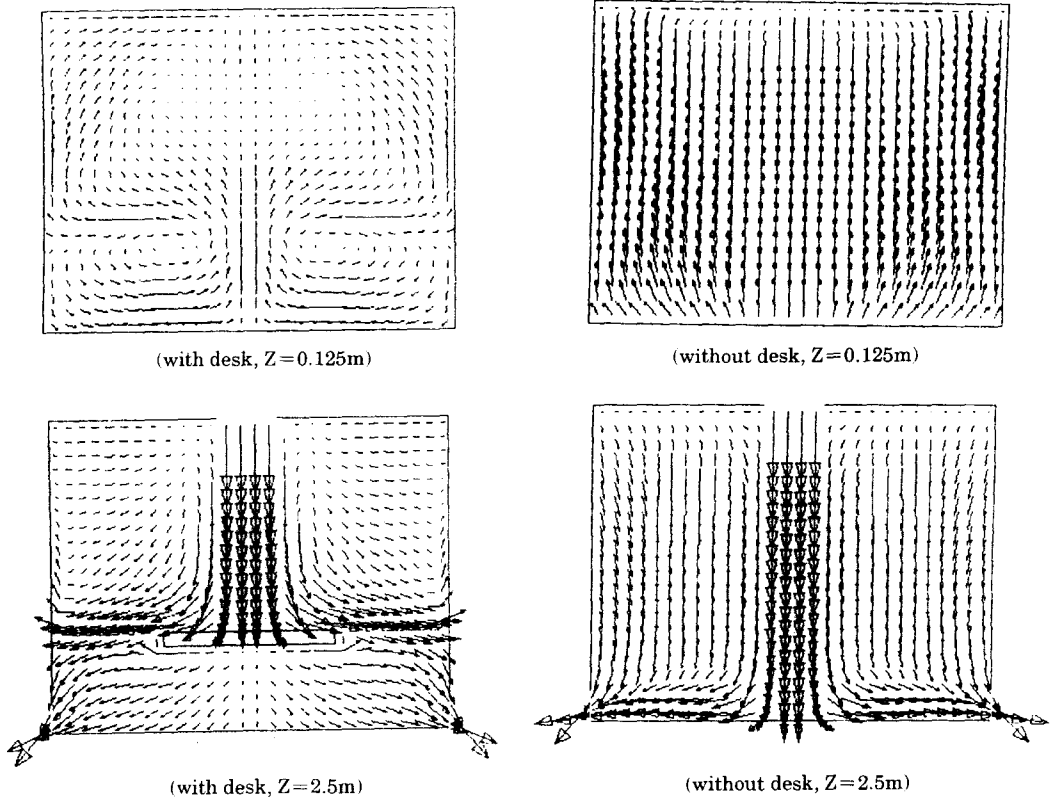 (with desk, Z=0.125m)
(without desk, Z=0.125m)
(with desk, Z=2.5m)
(without desk, Z=2.5m)